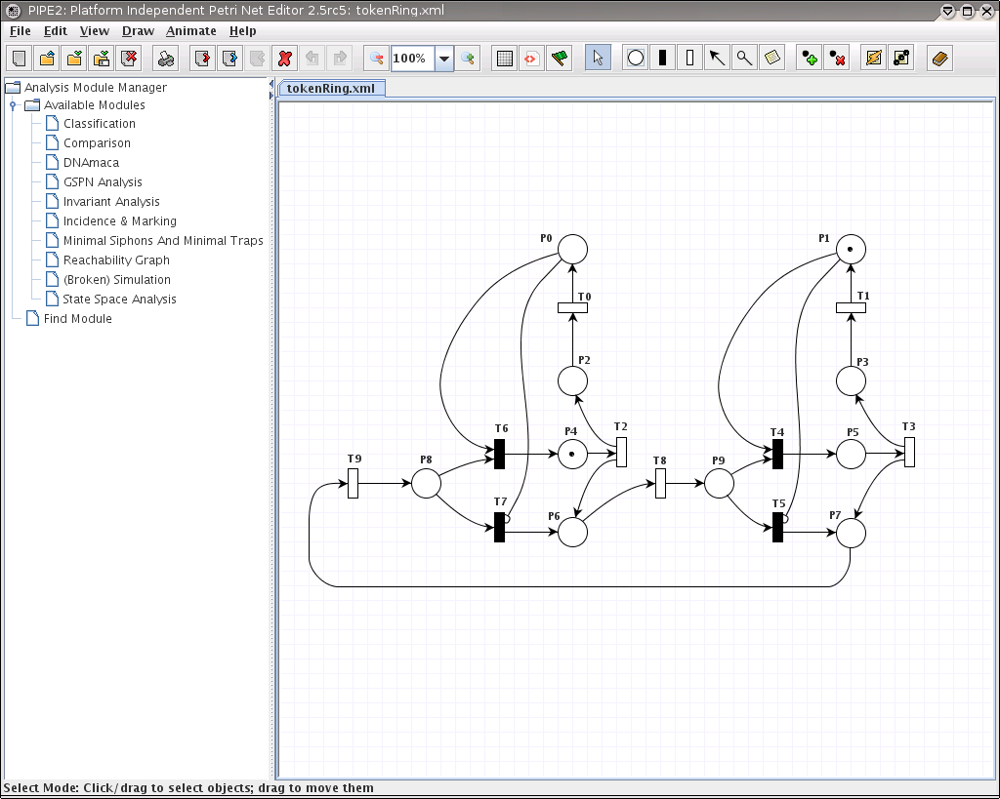 PIPE2: Platform Independent Petri Net Editor 2.5rc5: tokenRing.xml
File Edit View Draw Animate Help
100%
Analysis Module Manager
Available Modules
Classification
Comparison
DNAmaca
GSPN Analysis
Invariant Analysis
Incidence & Marking
Minimal Siphons And Minimal Traps
Reachability Graph
(Broken) Simulation
State Space Analysis
Find Module
tokenRing.xml
P0 P1
T0 T1
P2 P3
T6 P4 T2 T4 P5 T3
T9 P8 T8 P9
T7 P6 T5 P7
Select Mode: Click/drag to select objects; drag to move them